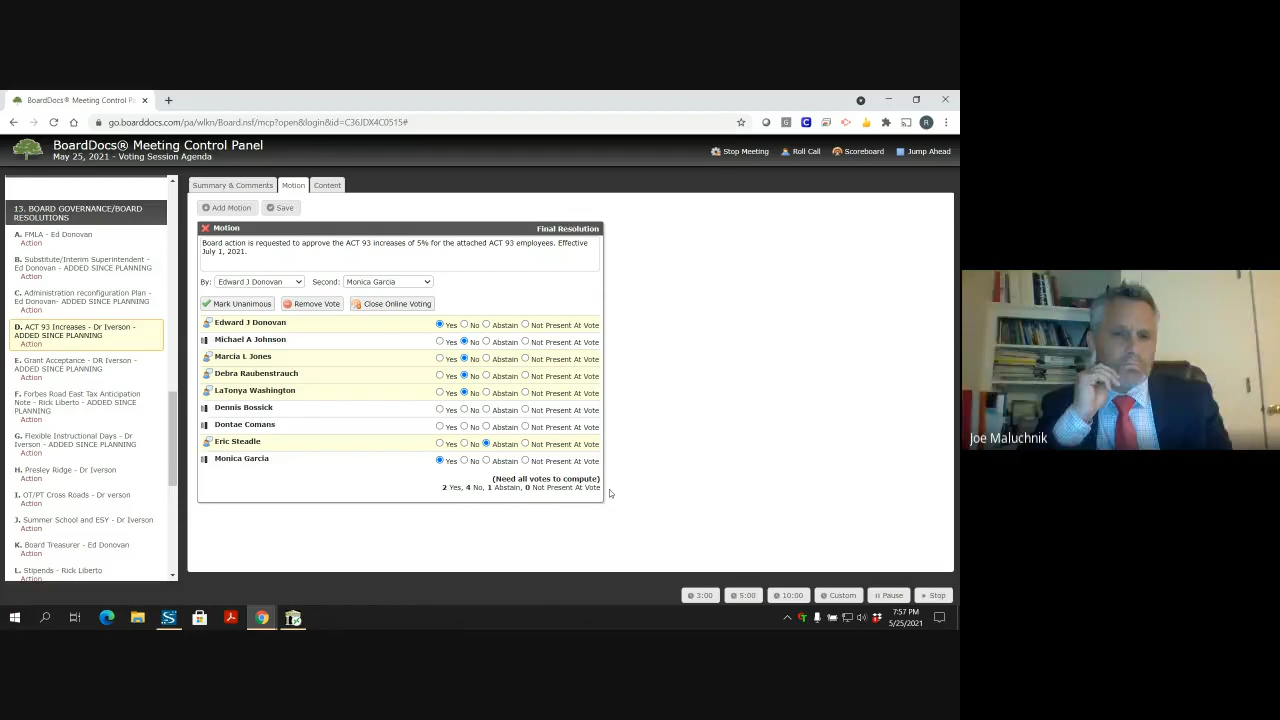 BoardDocs® Meeting Control Pa
go.boarddocs.com/pa/wlkn/Board.nsf/mcp?open&login&id=C36JDX4C0515#
R
BoardDocs® Meeting Control Panel
May 25, 2021 - Voting Session Agenda
Stop Meeting Roll Call Scoreboard Jump Ahead
13. BOARD GOVERNANCE/BOARD
RESOLUTIONS
A. FMLA - Ed Donovan
Action
B. Substitute/Interim Superintendent -
Ed Donovan - ADDED SINCE PLANNING
Action
C. Administration reconfiguration Plan -
Ed Donovan- ADDED SINCE PLANNING
Action
D. ACT 93 Increases - Dr Iverson -
ADDED SINCE PLANNING
Action
E. Grant Acceptance - DR Iverson -
ADDED SINCE PLANNING
Action
F. Forbes Road East Tax Anticipation
Note - Rick Liberto - ADDED SINCE
PLANNING
Action
G. Flexible Instructional Days - Dr
Iverson - ADDED SINCE PLANNING
Action
H. Presley Ridge - Dr Iverson
Action
I. OT/PT Cross Roads - Dr verson
Action
J. Summer School and ESY - Dr Iverson
Action
K. Board Treasurer - Ed Donovan
Action
L. Stipends - Rick Liberto
Action
Summary & Comments Motion Content
Add Motion Save
Motion Final Resolution
Board action is requested to approve the ACT 93 increases of 5% for the attached ACT 93 employees. Effective
July 1, 2021.
By: Edward J Donovan Second: Monica Garcia
Mark Unanimous Remove Vote Close Online Voting
Edward J Donovan Yes No Abstain Not Present At Vote
Michael A Johnson Yes No Abstain Not Present At Vote
Marcia L Jones Yes No Abstain Not Present At Vote
Debra Raubenstrauch Yes No Abstain Not Present At Vote
LaTonya Washington Yes No Abstain Not Present At Vote
Dennis Bossick Yes No Abstain Not Present At Vote
Dontae Comans Yes No Abstain Not Present At Vote
Eric Steadle Yes No Abstain Not Present At Vote
Monica Garcia Yes No Abstain Not Present At Vote
(Need all votes to compute)
2 Yes, 4 No, 1 Abstain, 0 Not Present At Vote
3:00 5:00 10:00 Custom Pause Stop
7:57 PM
5/25/2021
Joe Maluchnik